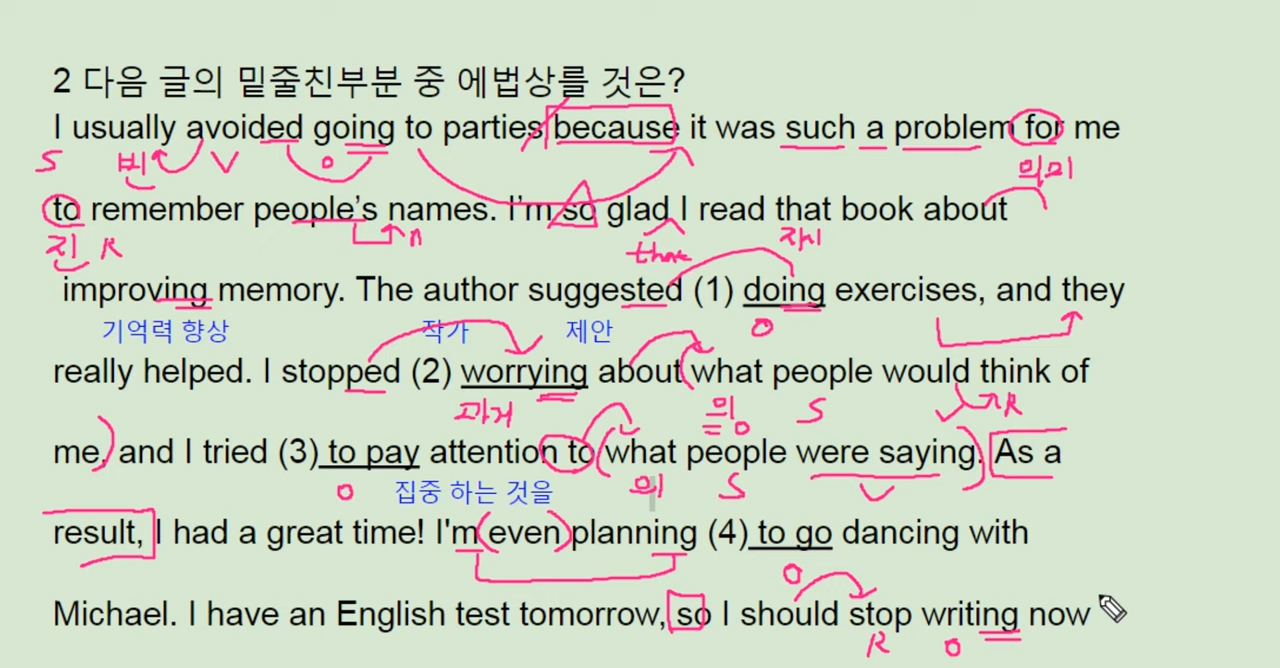 2 다음 글의 밑줄친부분 중 에법상를 것은?
I usually avoided going to parties because it was such a problem for me
S 빈 V O 의미
to remember people's names. I'm so glad I read that book about
진 R n that 지시
improving memory. The author suggested (1) doing exercises, and they
기억력 향상 작가 제안 O
really helped. I stopped (2) worrying about what people would think of
과거 의 O S R
me, and I tried (3) to pay attention to what people were saying. As a
O 집중 하는 것을 의 S V
result, I had a great time! I'm even planning (4) to go dancing with
O
Michael. I have an English test tomorrow, so I should stop writing now
R O